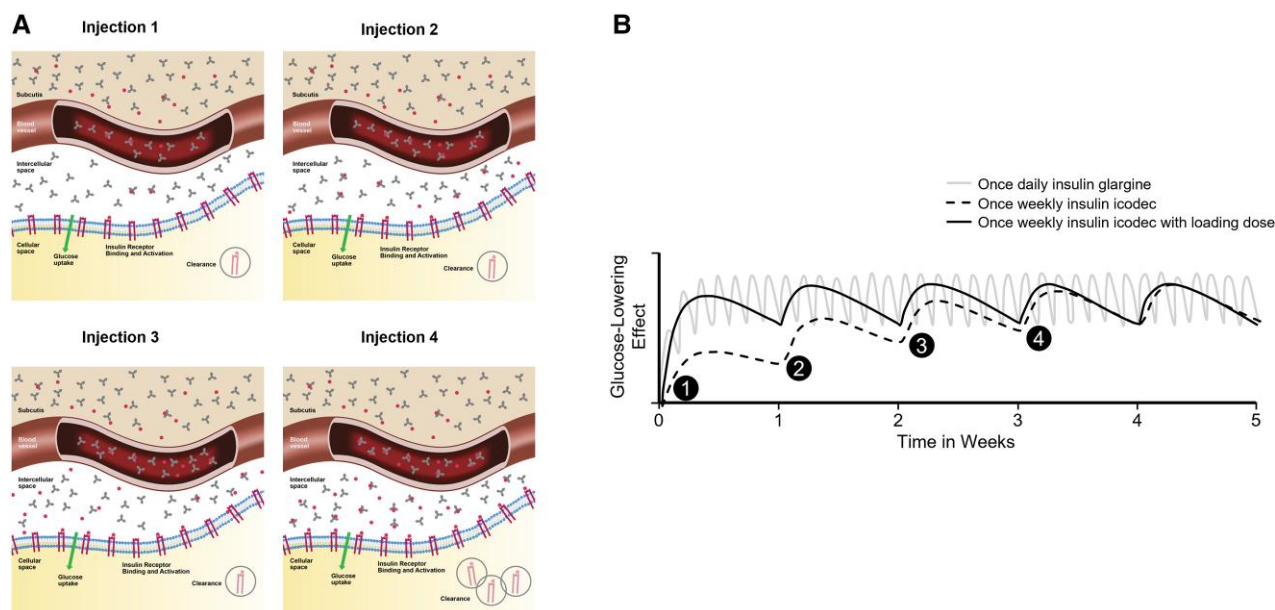 A
Injection 1
Subcutis
Blood
vessel
Intercellular
space
Cellular
space
Glucose
uptake
Insulin Receptor
Binding and Activation
Clearance
Injection 2
Subcutis
Blood
vessel
Intercellular
space
Cellular
space
Glucose
uptake
Insulin Receptor
Binding and Activation
Clearance
Injection 3
Subcutis
Blood
vessel
Intercellular
space
Cellular
space
Glucose
uptake
Insulin Receptor
Binding and Activation
Clearance
Injection 4
Subcutis
Blood
vessel
Intercellular
space
Cellular
space
Glucose
uptake
Insulin Receptor
Binding and Activation
Clearance
B
Once daily insulin glargine
Once weekly insulin icodec
Once weekly insulin icodec with loading dose
Glucose-Lowering
Effect
1
2
3
4
0 1 2 3 4 5
Time in Weeks